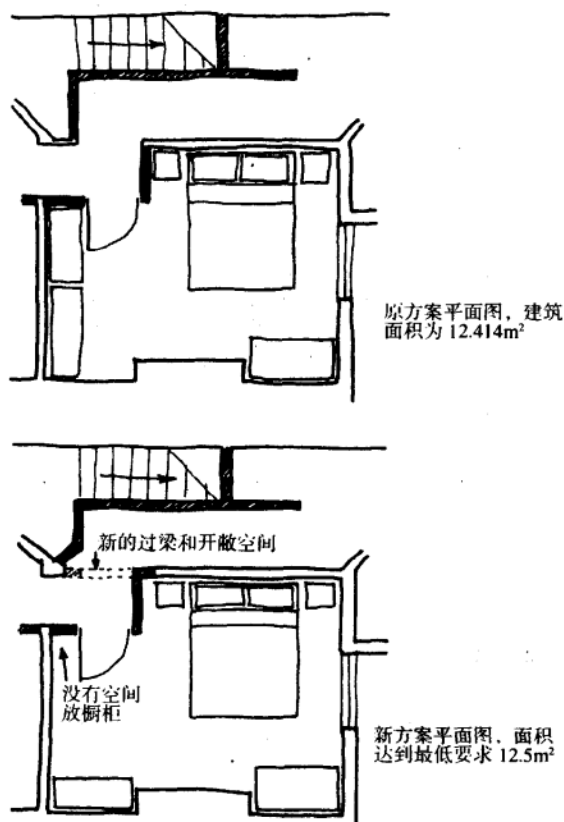 原方案平面图，建筑
面积为 12.414m²
新的过梁和开敝空间
没有空间
放橱柜
新方案平面图，面积
达到最低要求 12.5m²